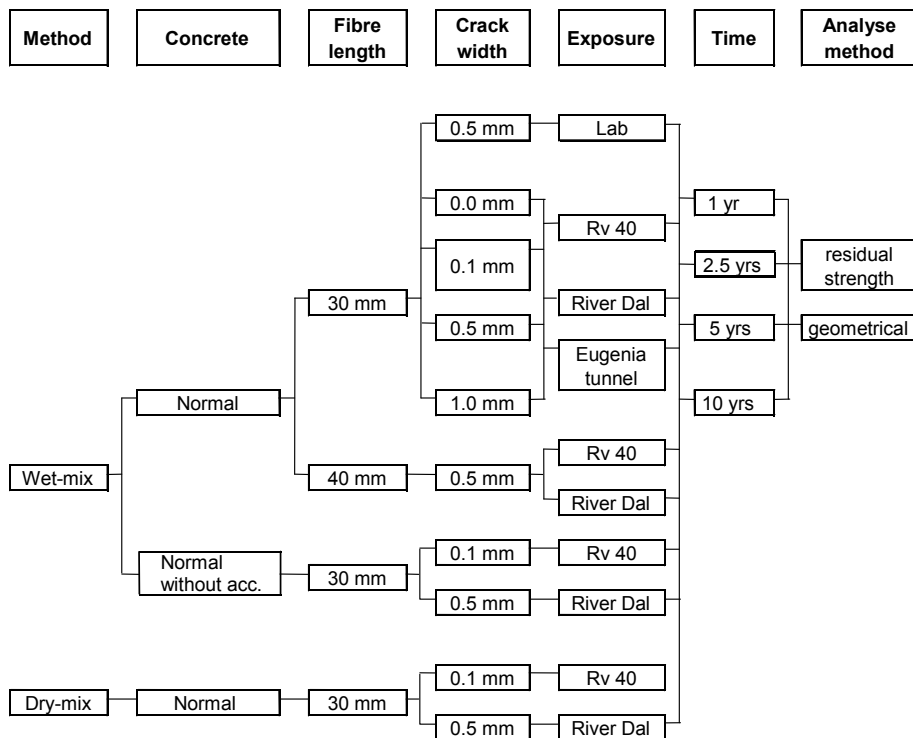 Method
Concrete
Fibre
length
Crack
width
Exposure
Time
Analyse
method
0.5 mm
Lab
0.0 mm
1 yr
Rv 40
0.1 mm
2.5 yrs
residual
strength
30 mm
River Dal
0.5 mm
5 yrs
geometrical
Eugenia
tunnel
Normal
1.0 mm
10 yrs
Rv 40
Wet-mix
40 mm
0.5 mm
River Dal
0.1 mm
Rv 40
Normal
without acc.
30 mm
0.5 mm
River Dal
0.1 mm
Rv 40
Dry-mix
Normal
30 mm
0.5 mm
River Dal